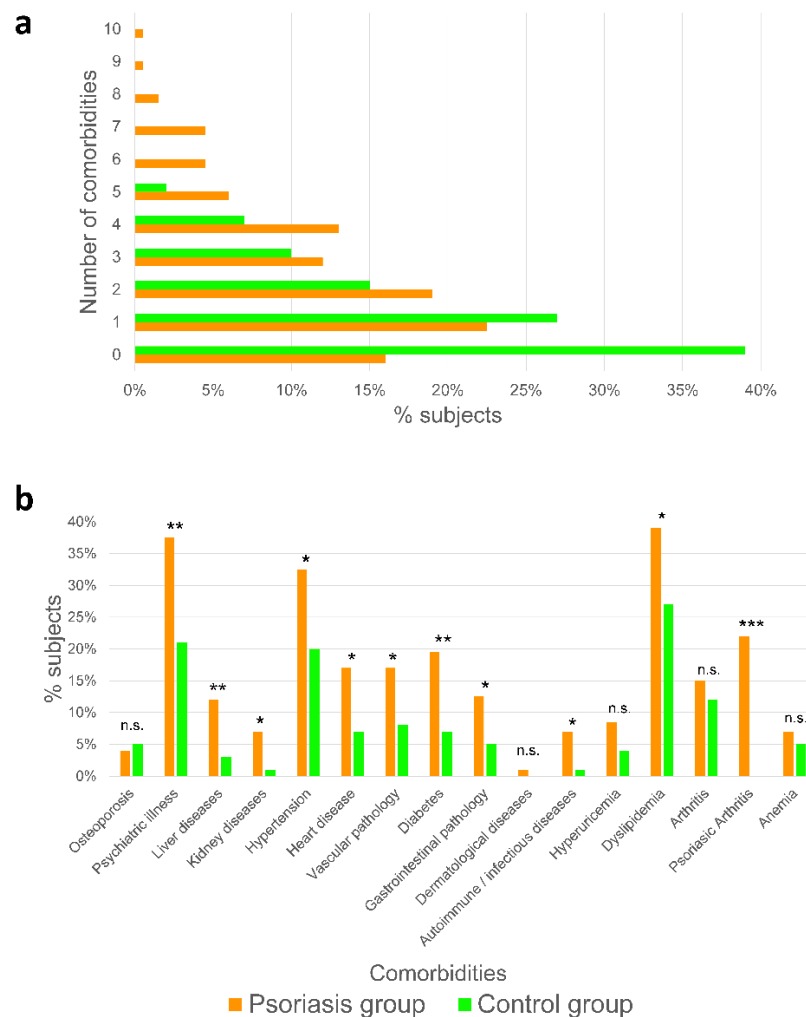 a
10
9
8
7
6
5
4
3
2
1
0
Number of comorbidities
0% 5% 10% 15% 20% 25% 30% 35% 40%
% subjects
b
40%
35%
30%
25%
20%
15%
10%
5%
0%
% subjects
n.s. ** ** * * * * ** * n.s. * n.s. * n.s. *** n.s.
Osteoporosis
Psychiatric illness
Liver diseases
Kidney diseases
Hypertension
Heart disease
Vascular pathology
Diabetes
Gastrointestinal pathology
Dermatological diseases
Autoimmune / infectious diseases
Hyperuricemia
Dyslipidemia
Arthritis
Psoriasic Arthritis
Anemia
Comorbidities
Psoriasis group Control group